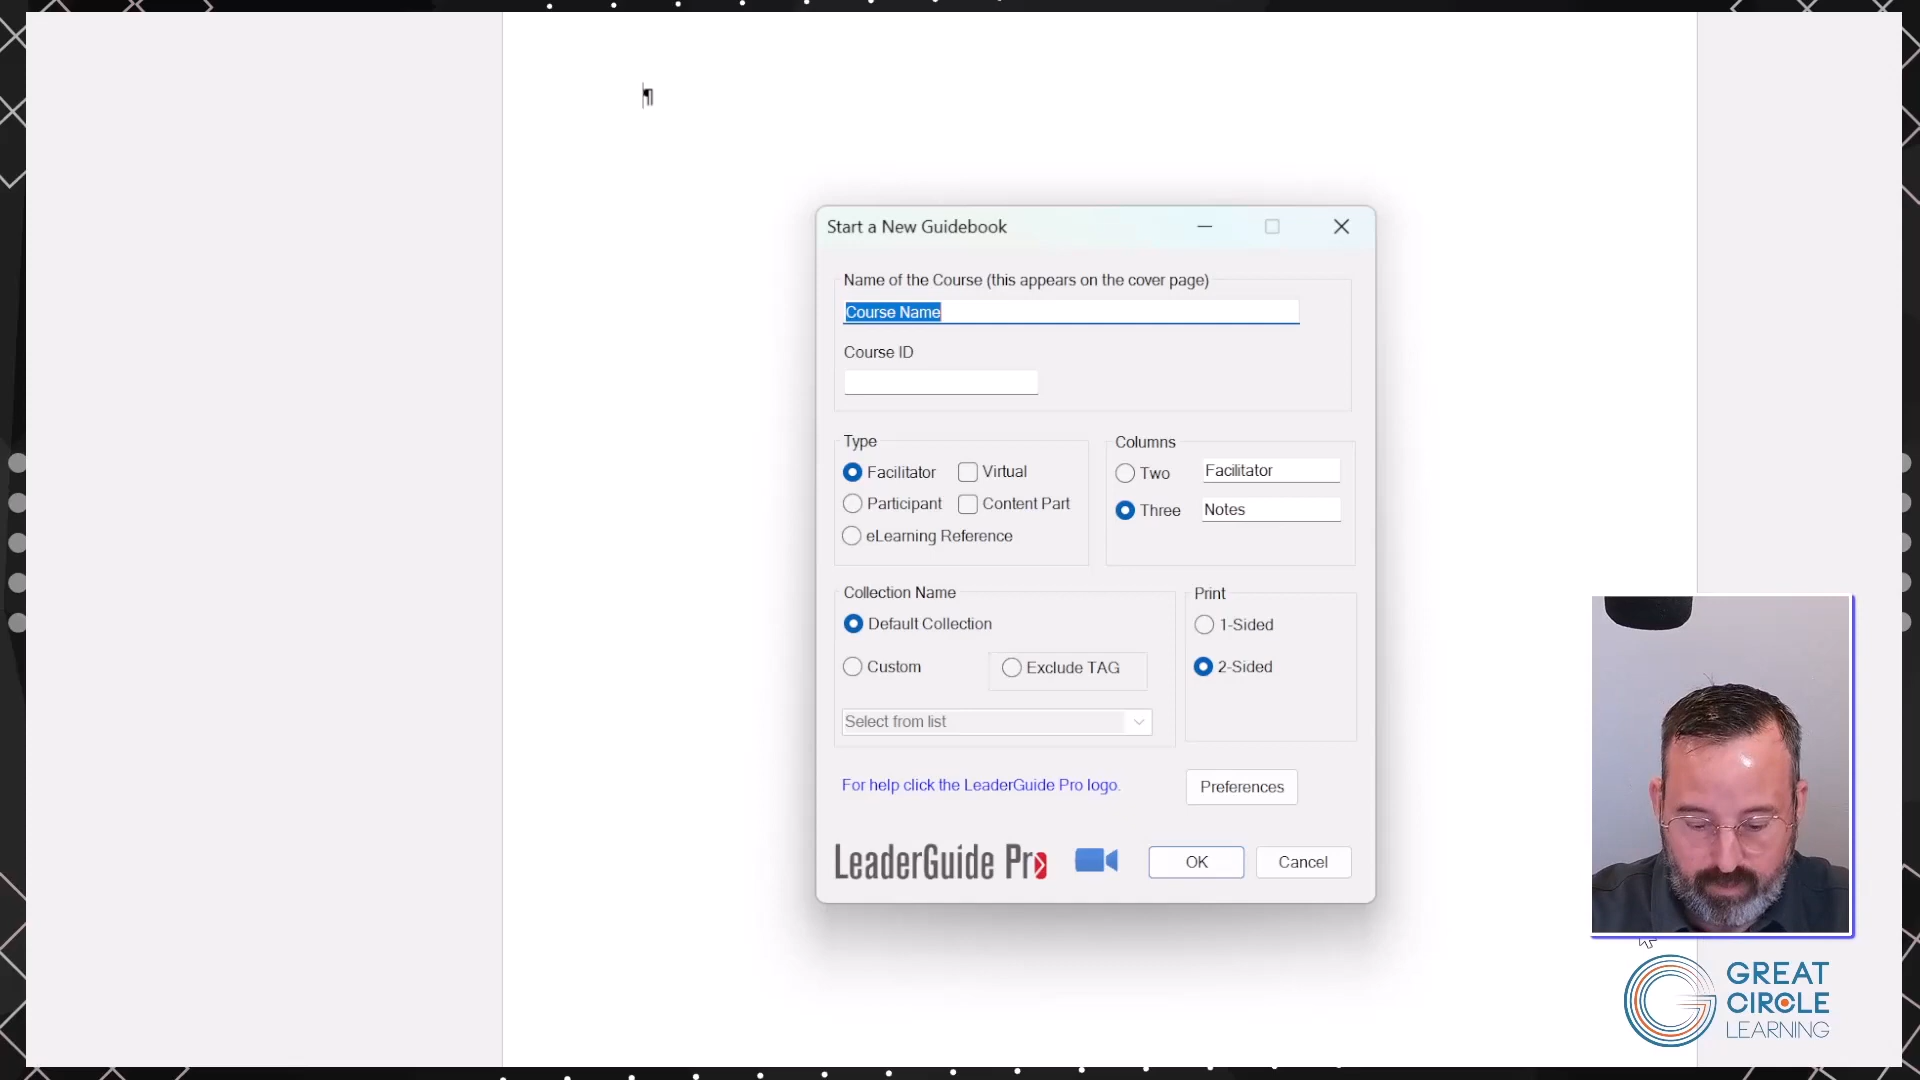 ¶
Start a New Guidebook
Name of the Course (this appears on the cover page)
Course Name
Course ID
Type
Facilitator Virtual
Participant Content Part
eLearning Reference
Columns
Two Facilitator
Three Notes
Collection Name
Default Collection
Custom Exclude TAG
Select from list
Print
1-Sided
2-Sided
For help click the LeaderGuide Pro logo.
Preferences
LeaderGuide Pro
OK Cancel
GREAT
CIRCLE
LEARNING